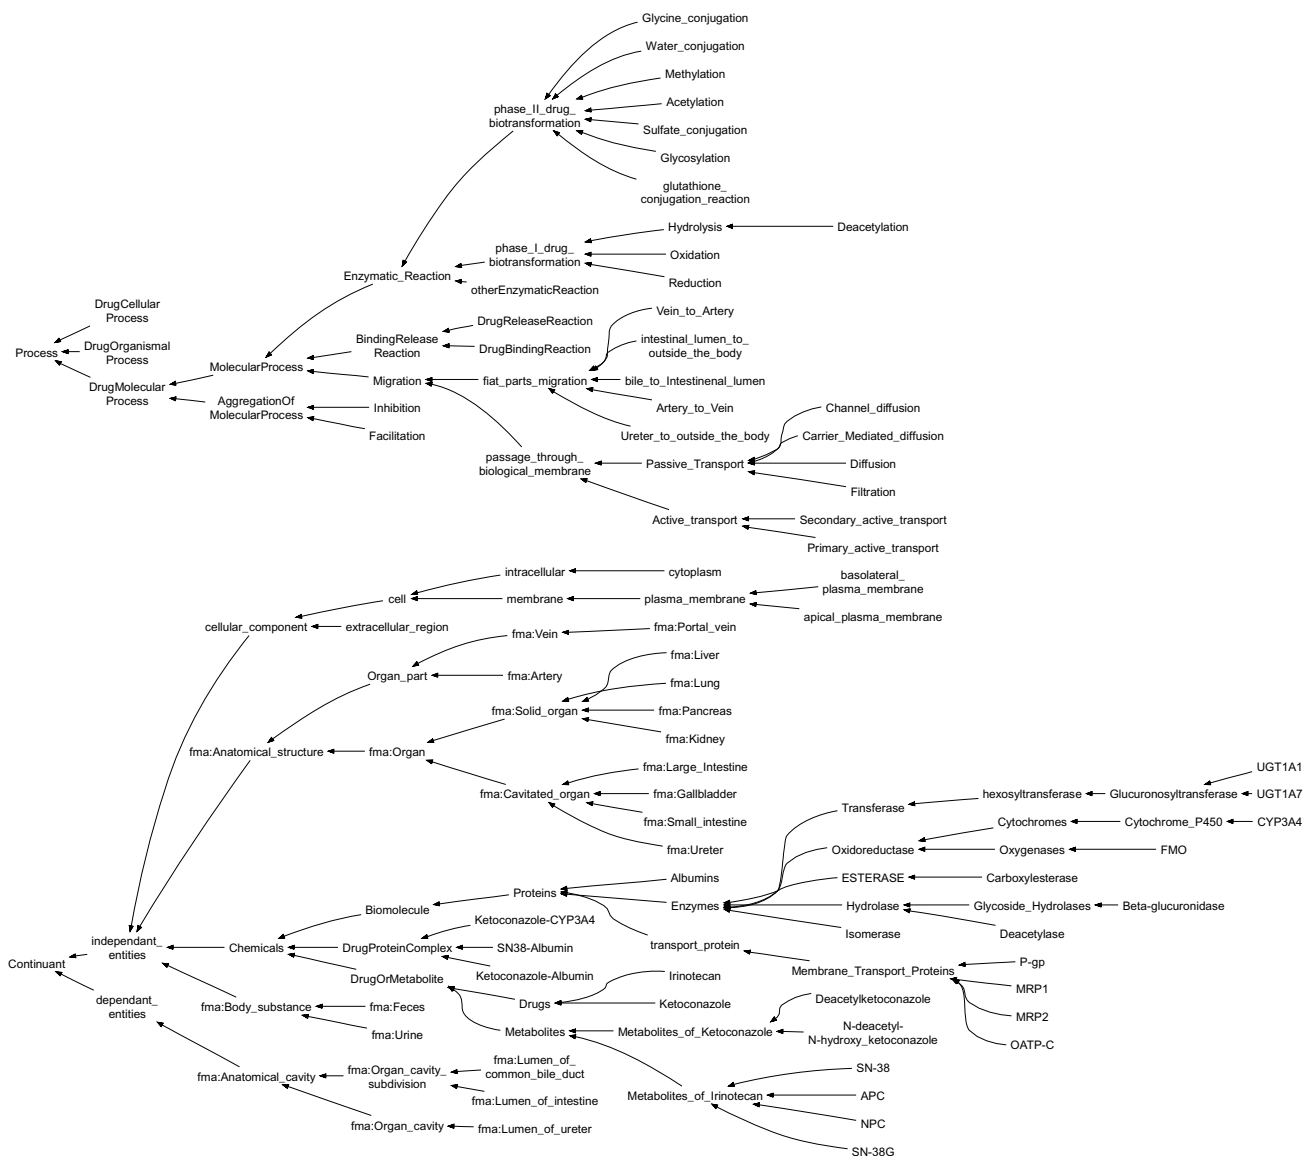 Glycine_conjugation
Water_conjugation
Methylation
phase_II_drug_
biotransformation
Acetylation
Sulfate_conjugation
Glycosylation
glutathione_
conjugation_reaction
Hydrolysis
Deacetylation
phase_I_drug_
biotransformation
Oxidation
Enzymatic_Reaction
Reduction
otherEnzymaticReaction
DrugCellular
Process
Vein_to_Artery
DrugReleaseReaction
BindingRelease
Reaction
intestinal_lumen_to_
outside_the_body
Process
DrugOrganismal
Process
DrugBindingReaction
MolecularProcess
Migration
fiat_parts_migration
bile_to_Intestinenal_lumen
DrugMolecular
Process
AggregationOf
MolecularProcess
Inhibition
Artery_to_Vein
Channel_diffusion
Facilitation
Ureter_to_outside_the_body
Carrier_Mediated_diffusion
passage_through_
biological_membrane
Passive_Transport
Diffusion
Filtration
Active_transport
Secondary_active_transport
Primary_active_transport
intracellular
cytoplasm
basolateral_
plasma_membrane
cell
membrane
plasma_membrane
apical_plasma_membrane
cellular_component
extracellular_region
fma:Vein
fma:Portal_vein
fma:Liver
Organ_part
fma:Artery
fma:Lung
fma:Solid_organ
fma:Pancreas
fma:Kidney
fma:Anatomical_structure
fma:Organ
fma:Large_Intestine
UGT1A1
fma:Cavitated_organ
fma:Gallbladder
hexosyltransferase
Glucuronosyltransferase
UGT1A7
Transferase
fma:Small_intestine
Cytochromes
Cytochrome_P450
CYP3A4
fma:Ureter
Oxidoreductase
Oxygenases
FMO
Albumins
ESTERASE
Carboxylesterase
Proteins
Enzymes
Hydrolase
Glycoside_Hydrolases
Beta-glucuronidase
Biomolecule
Ketoconazole-CYP3A4
Isomerase
Deacetylase
independant_
entities
Chemicals
DrugProteinComplex
SN38-Albumin
transport_protein
Continuant
DrugOrMetabolite
Ketoconazole-Albumin
Irinotecan
Membrane_Transport_Proteins
P-gp
MRP1
dependant_
entities
fma:Body_substance
fma:Feces
Drugs
Ketoconazole
Deacetylketoconazole
MRP2
fma:Urine
Metabolites
Metabolites_of_Ketoconazole
N-deacetyl-
N-hydroxy_ketoconazole
OATP-C
fma:Anatomical_cavity
fma:Organ_cavity_
subdivision
fma:Lumen_of_
common_bile_duct
SN-38
fma:Lumen_of_intestine
Metabolites_of_Irinotecan
APC
fma:Organ_cavity
fma:Lumen_of_ureter
NPC
SN-38G